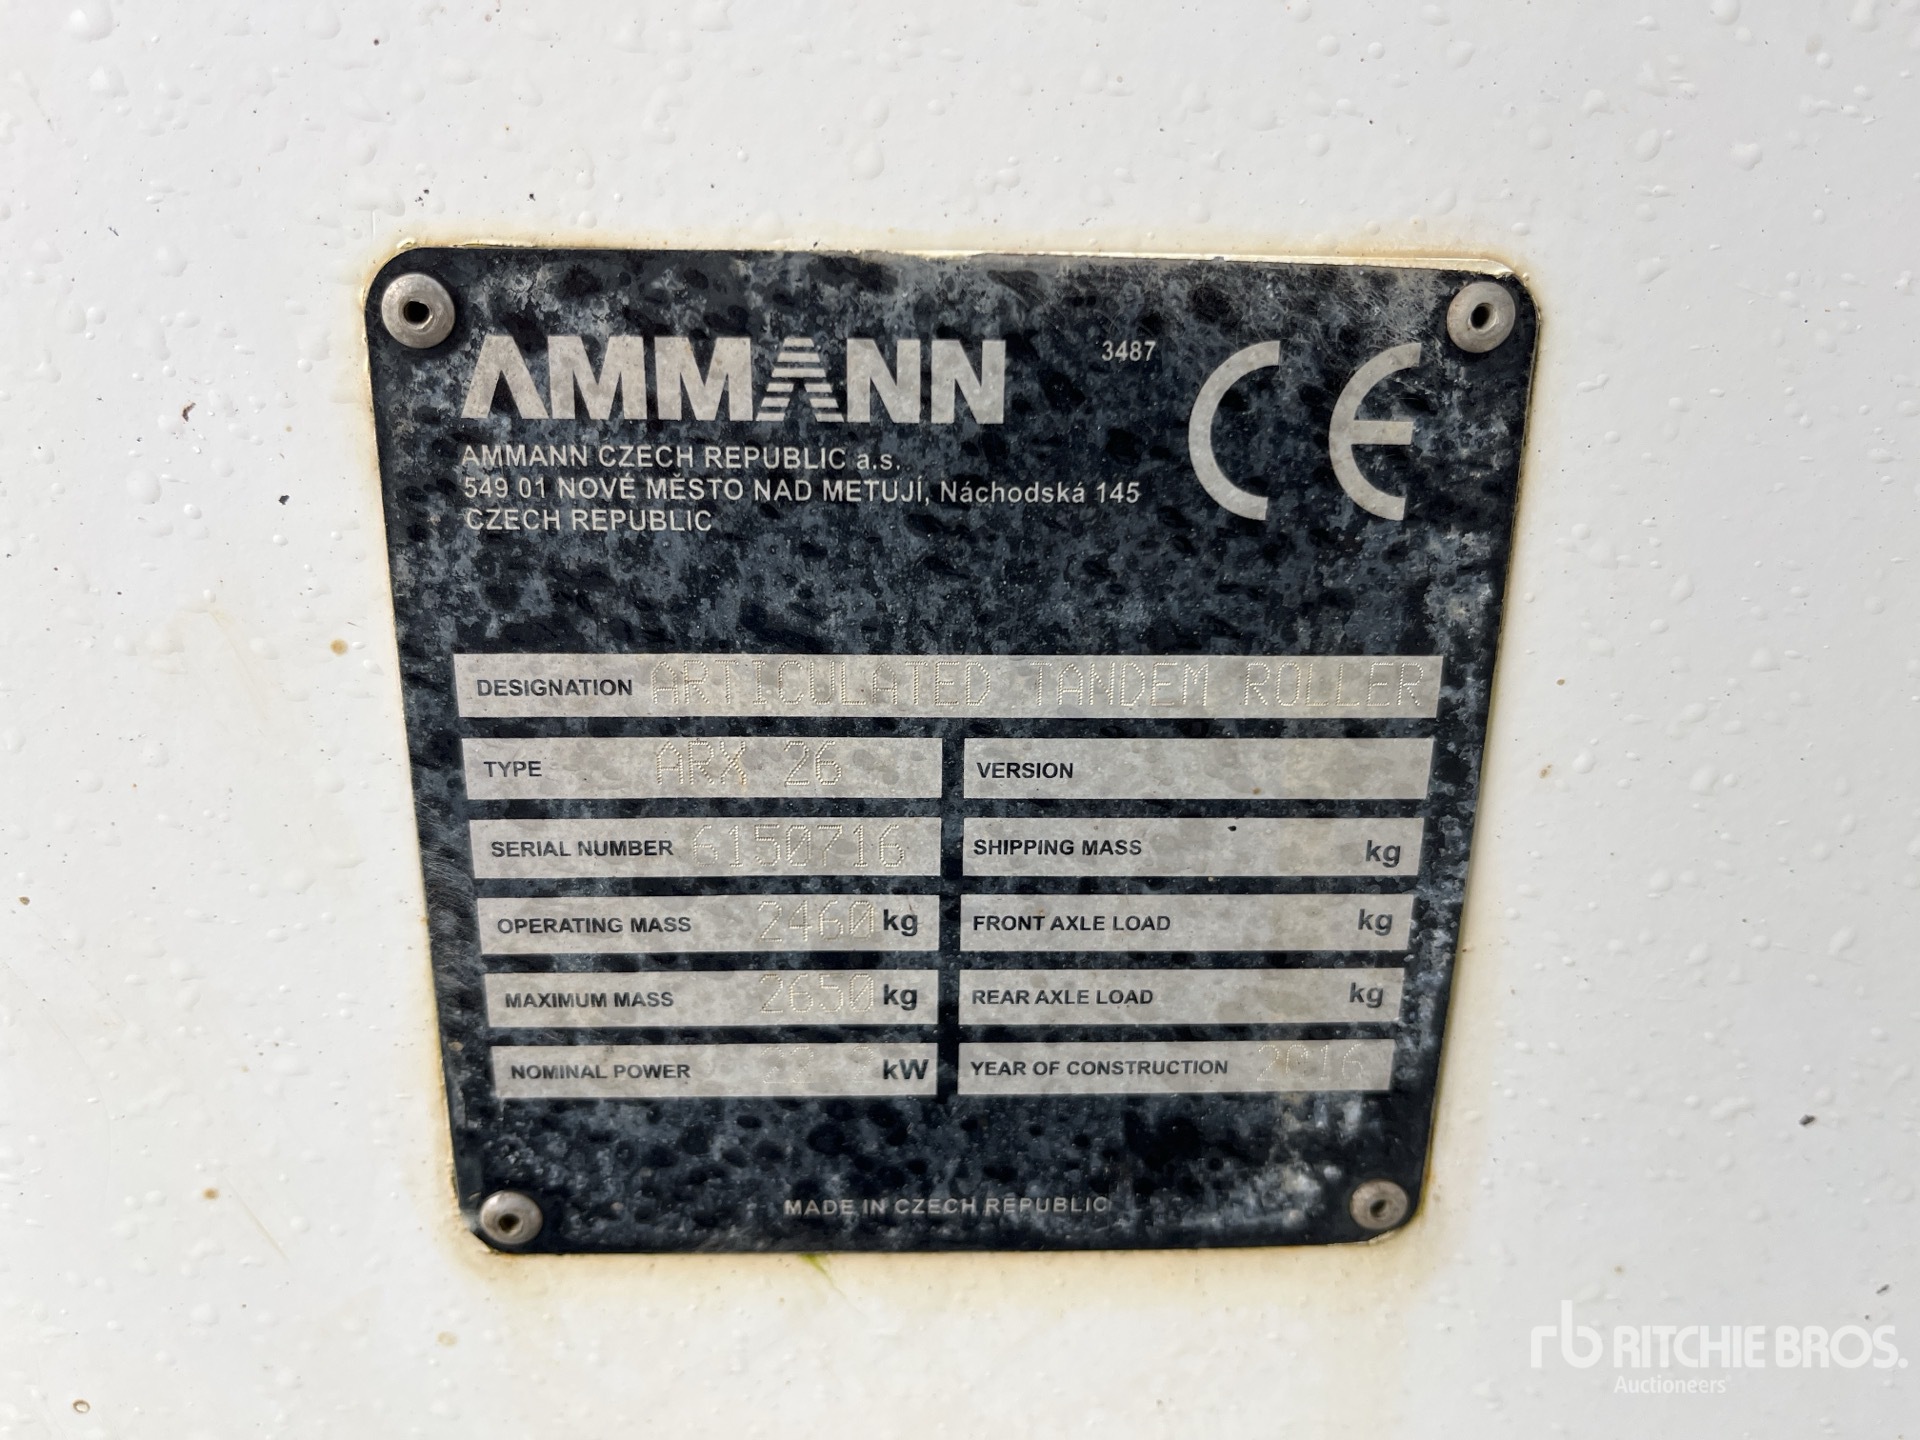 AMMANN
3487
CE
AMMANN CZECH REPUBLIC a.s.
549 01 NOVÉ MĚSTO NAD METUJÍ, Náchodská 145
CZECH REPUBLIC
DESIGNATION ARTICULATED TANDEM ROLLER
TYPE ARX 26
VERSION
SERIAL NUMBER 6150716
SHIPPING MASS kg
OPERATING MASS 2460 kg
FRONT AXLE LOAD kg
MAXIMUM MASS 2650 kg
REAR AXLE LOAD kg
NOMINAL POWER kW
YEAR OF CONSTRUCTION 2016
MADE IN CZECH REPUBLIC
rb RITCHIE BROS.
Auctioneers